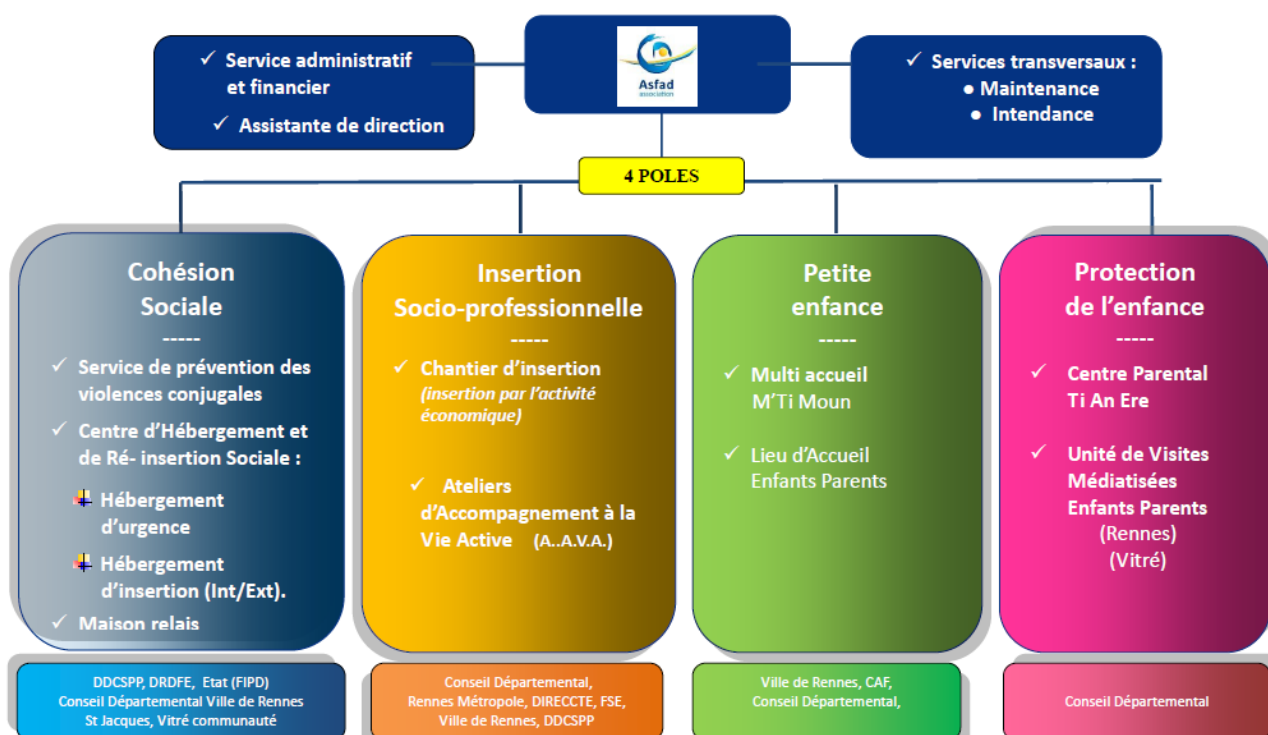 ✓ Service administratif
et financier
✓ Assistante de direction
Asfad
association
✓ Services transversaux :
● Maintenance
● Intendance
4 POLES
Cohésion
Sociale
-----
✓ Service de prévention des
violences conjugales
✓ Centre d'Hébergement et
de Ré- insertion Sociale :
Hébergement
d'urgence
Hébergement
d'insertion (Int/Ext).
✓ Maison relais
DDCSPP, DRDFE, Etat (FIPD)
Conseil Départemental Ville de Rennes
St Jacques, Vitré communauté
Insertion
Socio-professionnelle
-----
✓ Chantier d'insertion
(insertion par l'activité
économique)
✓ Ateliers
d'Accompagnement à la
Vie Active (A..A.V.A.)
Conseil Départemental,
Rennes Métropole, DIRECCTE, FSE,
Ville de Rennes, DDCSPP
Petite
enfance
-----
✓ Multi accueil
M'Ti Moun
✓ Lieu d'Accueil
Enfants Parents
Ville de Rennes, CAF,
Conseil Départemental,
Protection
de l'enfance
-----
✓ Centre Parental
Ti An Ere
✓ Unité de Visites
Médiatisées
Enfants Parents
(Rennes)
(Vitré)
Conseil Départemental